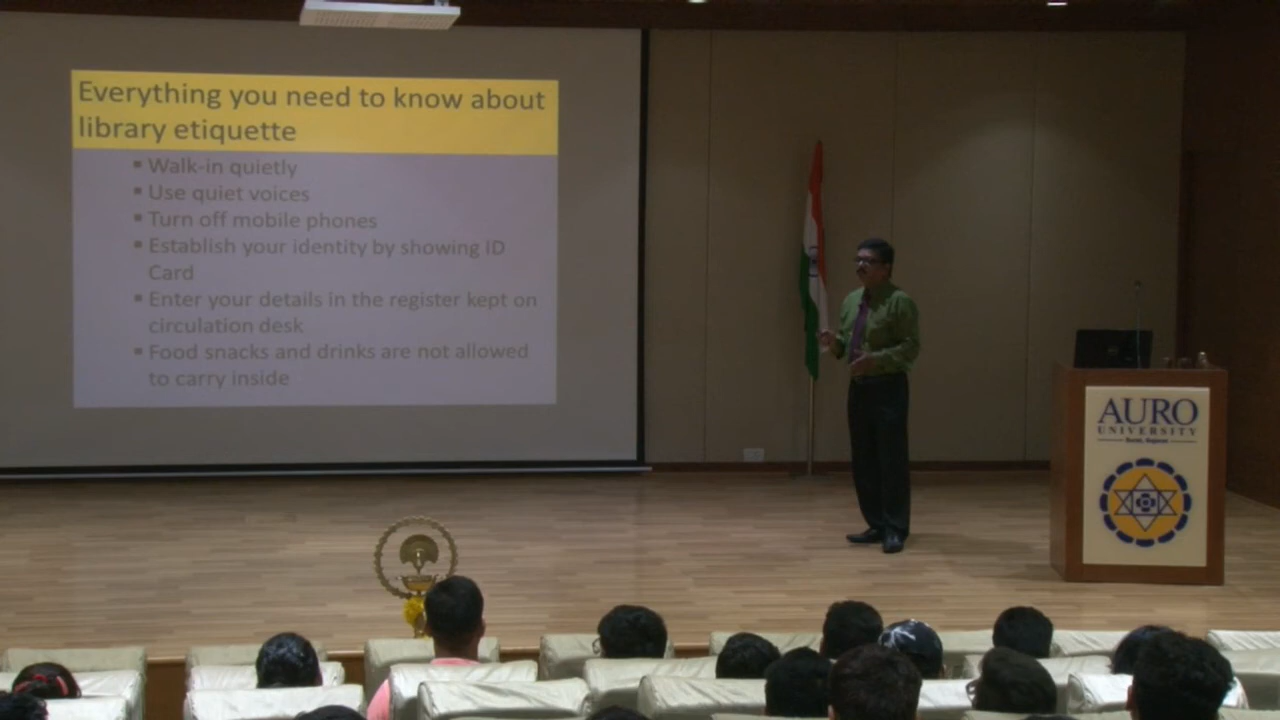 Everything you need to know about
library etiquette
▪ Walk-in quietly
▪ Use quiet voices
▪ Turn off mobile phones
▪ Establish your identity by showing ID
Card
▪ Enter your details in the register kept on
circulation desk
▪ Food snacks and drinks are not allowed
to carry inside
AURO
UNIVERSITY
Surat, Gujarat